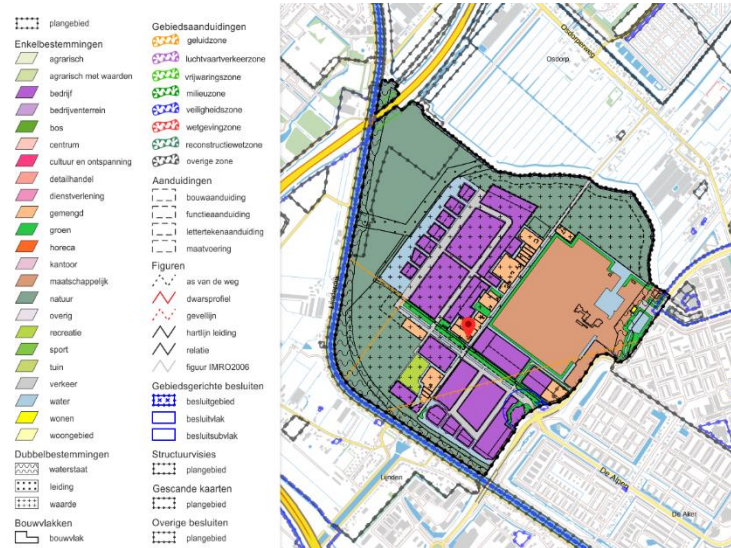 plangebied
Enkelbestemmingen
agrarisch
agrarisch met waarden
bedrijf
bedrijventerrein
bos
centrum
cultuur en ontspanning
detailhandel
dienstverlening
gemengd
groen
horeca
kantoor
maatschappelijk
natuur
overig
recreatie
sport
tuin
verkeer
water
wonen
woongebied
Dubbelbestemmingen
waterstaat
leiding
waarde
Bouwvlakken
bouwvlak
Gebiedsaanduidingen
geluidzone
luchtvaartverkeerzone
vrijwaringszone
milieuzone
veiligheidszone
wetgevingzone
reconstructiewetzone
overige zone
Aanduidingen
bouwaanduiding
functieaanduiding
lettertekenaanduiding
maatvoering
Figuren
as van de weg
dwarsprofiel
gevellijn
hartlijn leiding
relatie
figuur IMRO2006
Gebiedsgerichte besluiten
besluitgebied
besluitvlak
besluitsubvlak
Structuurvisies
plangebied
Gescande kaarten
plangebied
Overige besluiten
plangebied
Osdorperweg
Osdorp
Lijnden
De Alpen
De Aker